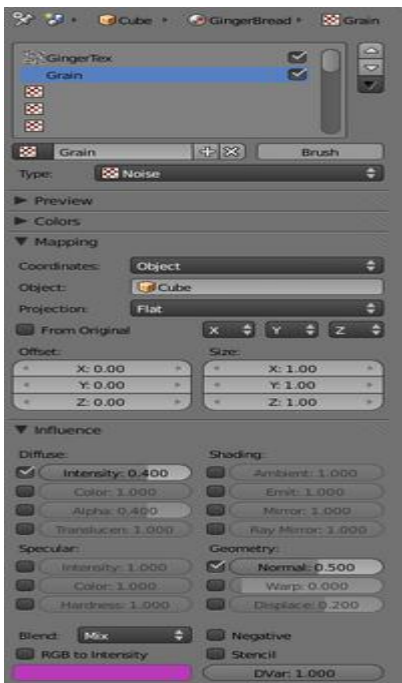 Cube GingerBread Grain
GingerTex
Grain
Grain Brush
Type: Noise
Preview
Colors
Mapping
Coordinates: Object
Object: Cube
Projection: Flat
From Original X Y Z
Offset: Size:
X: 0.00 X: 1.00
Y: 0.00 Y: 1.00
Z: 0.00 Z: 1.00
Influence
Diffuse: Shading:
Intensity: 0.400 Ambient: 1.000
Color: 1.000 Emit: 1.000
Alpha: 0.400 Mirror: 1.000
Translucen: 1.000 Ray Mirror: 1.000
Specular: Geometry:
Intensity: 1.000 Normal: 0.500
Color: 1.000 Warp: 0.000
Hardness: 1.000 Displace: 0.200
Blend: Mix Negative
RGB to Intensity Stencil
DVar: 1.000